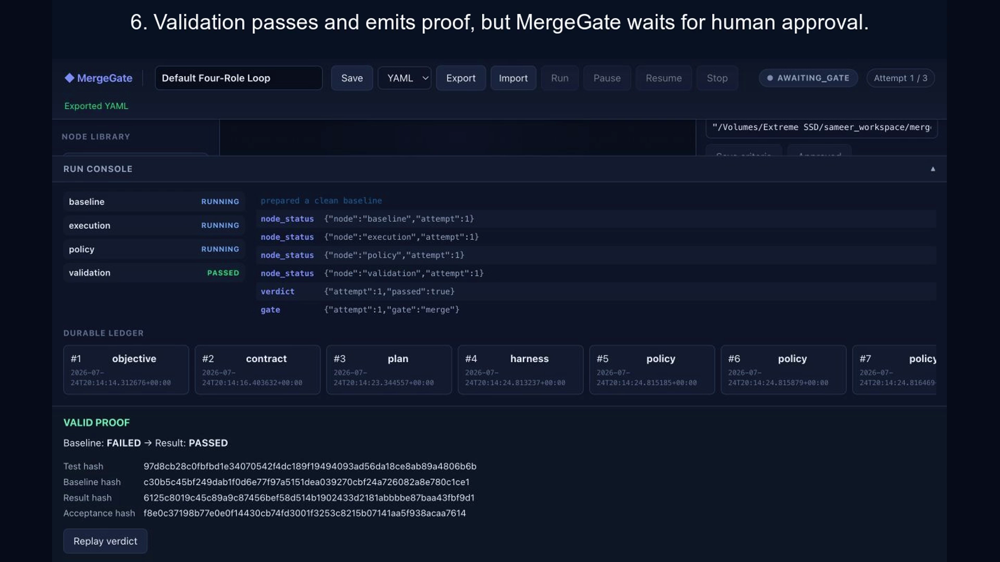 6. Validation passes and emits proof, but MergeGate waits for human approval.
MergeGate
Default Four-Role Loop
Save
YAML
Export
Import
Run
Pause
Resume
Stop
AWAITING_GATE
Attempt 1 / 3
Exported YAML
NODE LIBRARY
"/Volumes/Extreme SSD/sameer_workspace/merg
Save criteria
Approved
RUN CONSOLE
baseline RUNNING
execution RUNNING
policy RUNNING
validation PASSED
prepared a clean baseline
node_status {"node":"baseline","attempt":1}
node_status {"node":"execution","attempt":1}
node_status {"node":"policy","attempt":1}
node_status {"node":"validation","attempt":1}
verdict {"attempt":1,"passed":true}
gate {"attempt":1,"gate":"merge"}
DURABLE LEDGER
#1 objective
2026-07-
24T20:14:14.312676+00:00
#2 contract
2026-07-
24T20:14:16.403632+00:00
#3 plan
2026-07-
24T20:14:23.344557+00:00
#4 harness
2026-07-
24T20:14:24.813237+00:00
#5 policy
2026-07-
24T20:14:24.815185+00:00
#6 policy
2026-07-
24T20:14:24.815879+00:00
#7 policy
2026-07-
24T20:14:24.816469
VALID PROOF
Baseline: FAILED → Result: PASSED
Test hash 97d8cb28c0fbfbd1e34070542f4dc189f19494093ad56da18ce8ab89a4806b6b
Baseline hash c30b5c45bf249dab1f0d6e77f97a5151dea039270cbf24a726082a8e780c1ce1
Result hash 6125c8019c45c89a9c87456bef58d514b1902433d2181abbbbe87baa43fbf9d1
Acceptance hash f8e0c37198b77e0e0f14430cb74fd3001f3253c8215b07141aa5f938acaa7614
Replay verdict